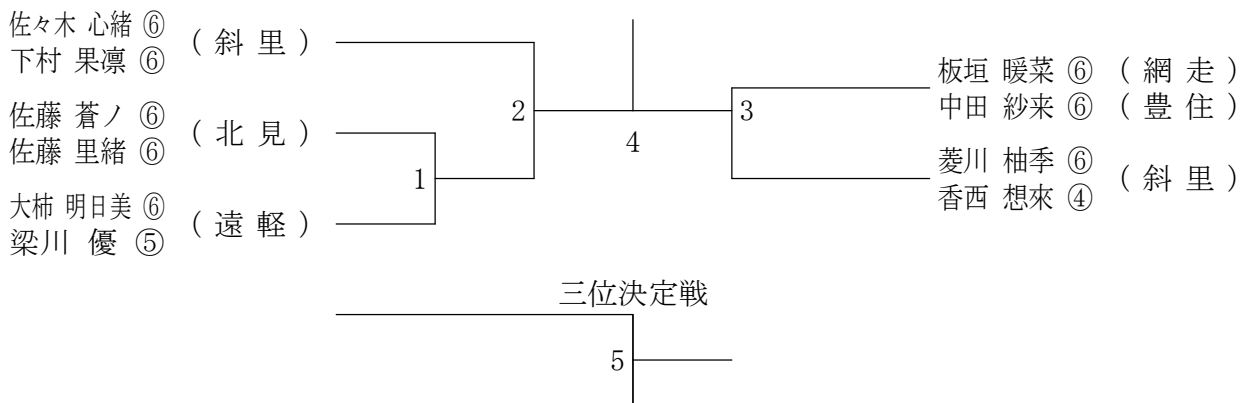 佐々木 心緒 ⑥
下村 果凛 ⑥
( 斜 里 )
佐藤 蒼ノ ⑥
佐藤 里緒 ⑥
( 北 見 )
大柿 明日美 ⑥
梁川 優 ⑤
( 遠 軽 )
1
2
4
3
板垣 暖菜 ⑥ ( 網 走 )
中田 紗来 ⑥ ( 豊 住 )
菱川 柚季 ⑥
香西 想來 ④
( 斜 里 )
三位決定戦
5